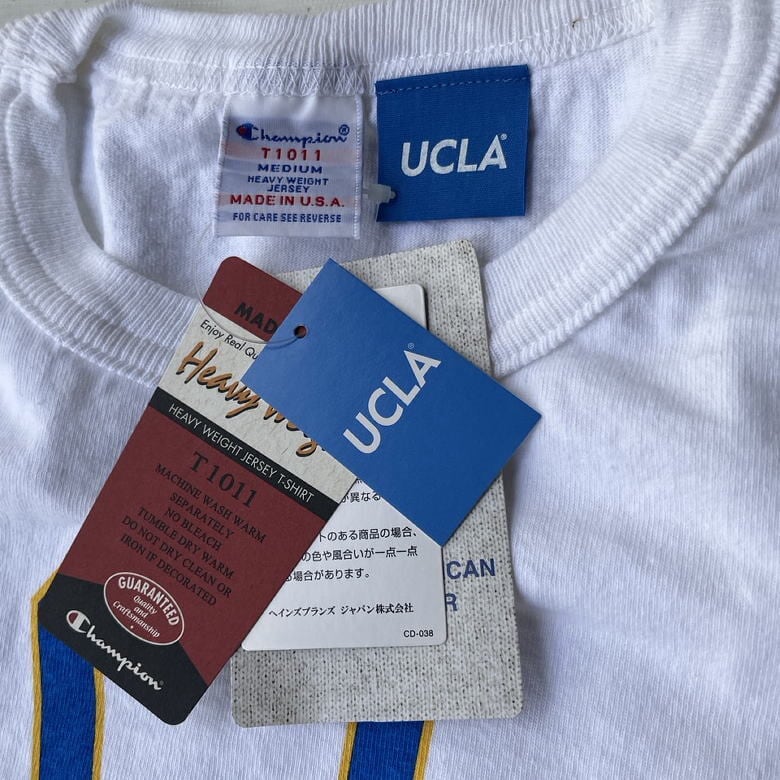 Champion®
T1011
MEDIUM
HEAVY WEIGHT
JERSEY
MADE IN U.S.A.
FOR CARE SEE REVERSE
UCLA®
MAD
Enjoy Real Qu
Heavy
HEAVY WEIGHT JERSEY T-SHIRT
T1011
MACHINE WASH WARM
SEPARATELY
NO BLEACH
TUMBLE DRY WARM
DO NOT DRY CLEAN OR
IRON IF DECORATED
GUARANTEED
Quality
and
Craftsmanship
Champion
UCLA®
が異なる
トのある商品の場合、
の色や風合いが一点一点
場合があります。
ヘインズブランズ ジャパン株式会社
CD-038
CAN
R